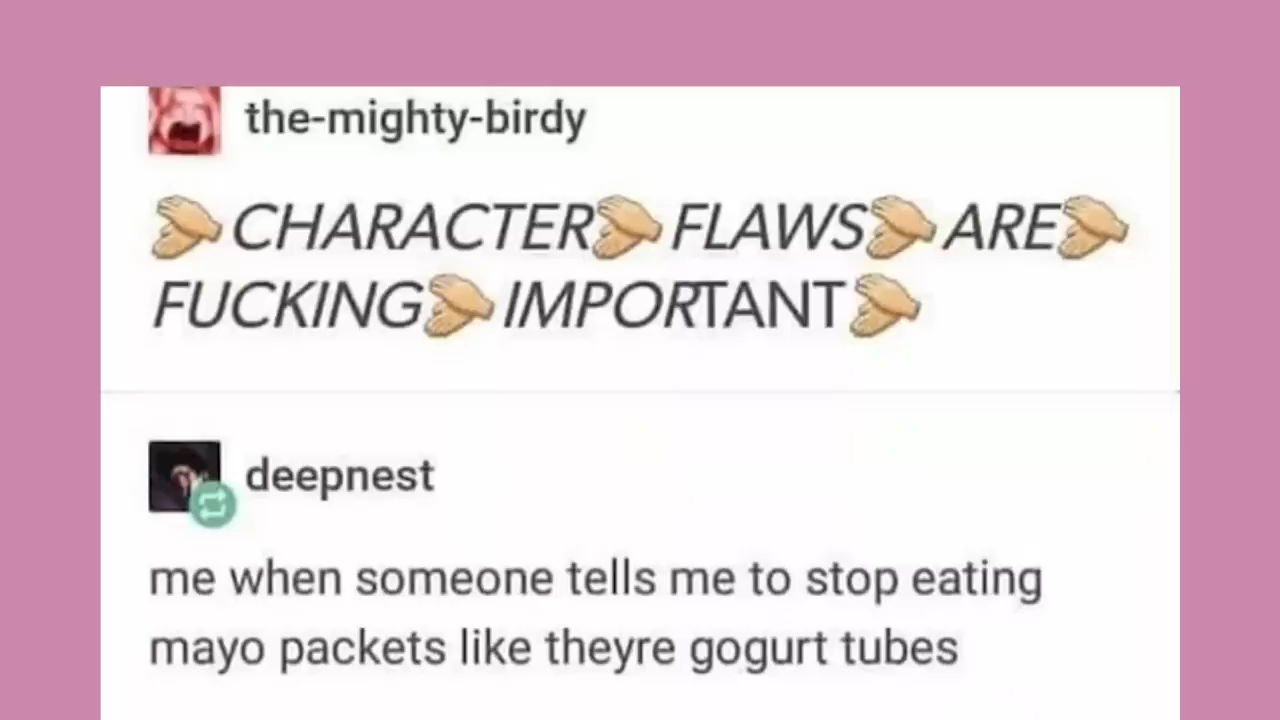 the-mighty-birdy
👏CHARACTER👏FLAWS👏ARE👏
FUCKING👏IMPORTANT👏
deepnest
me when someone tells me to stop eating
mayo packets like theyre gogurt tubes